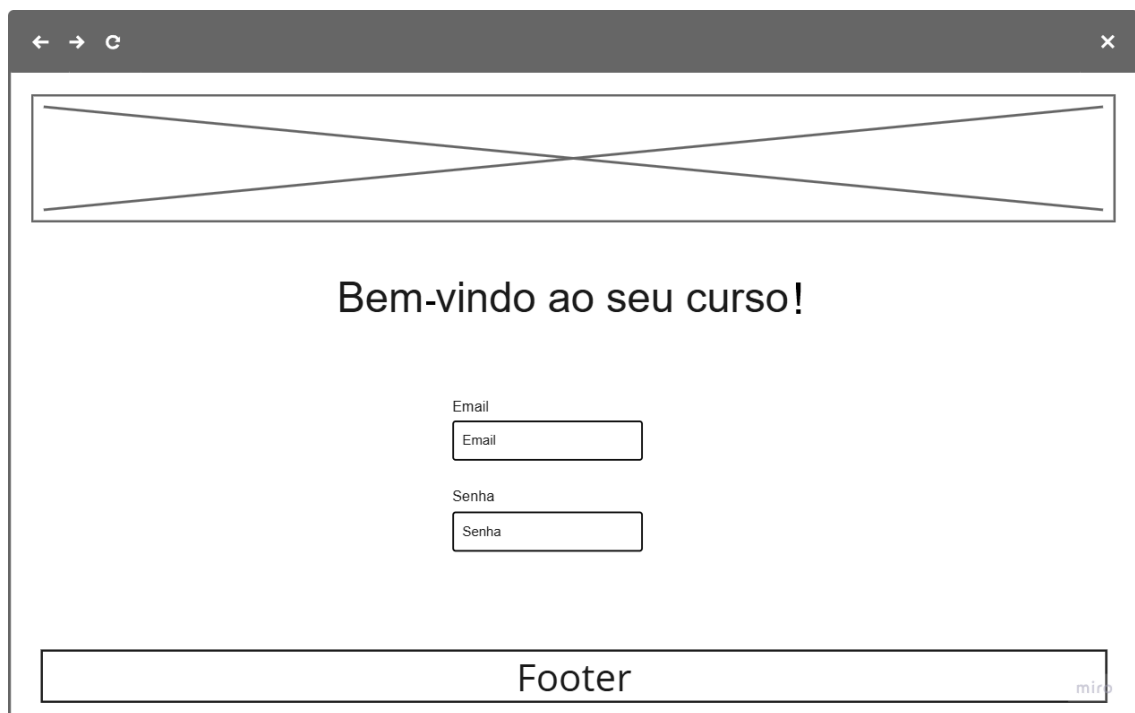 Bem-vindo ao seu curso!
Email
Email
Senha
Senha
Footer
miro